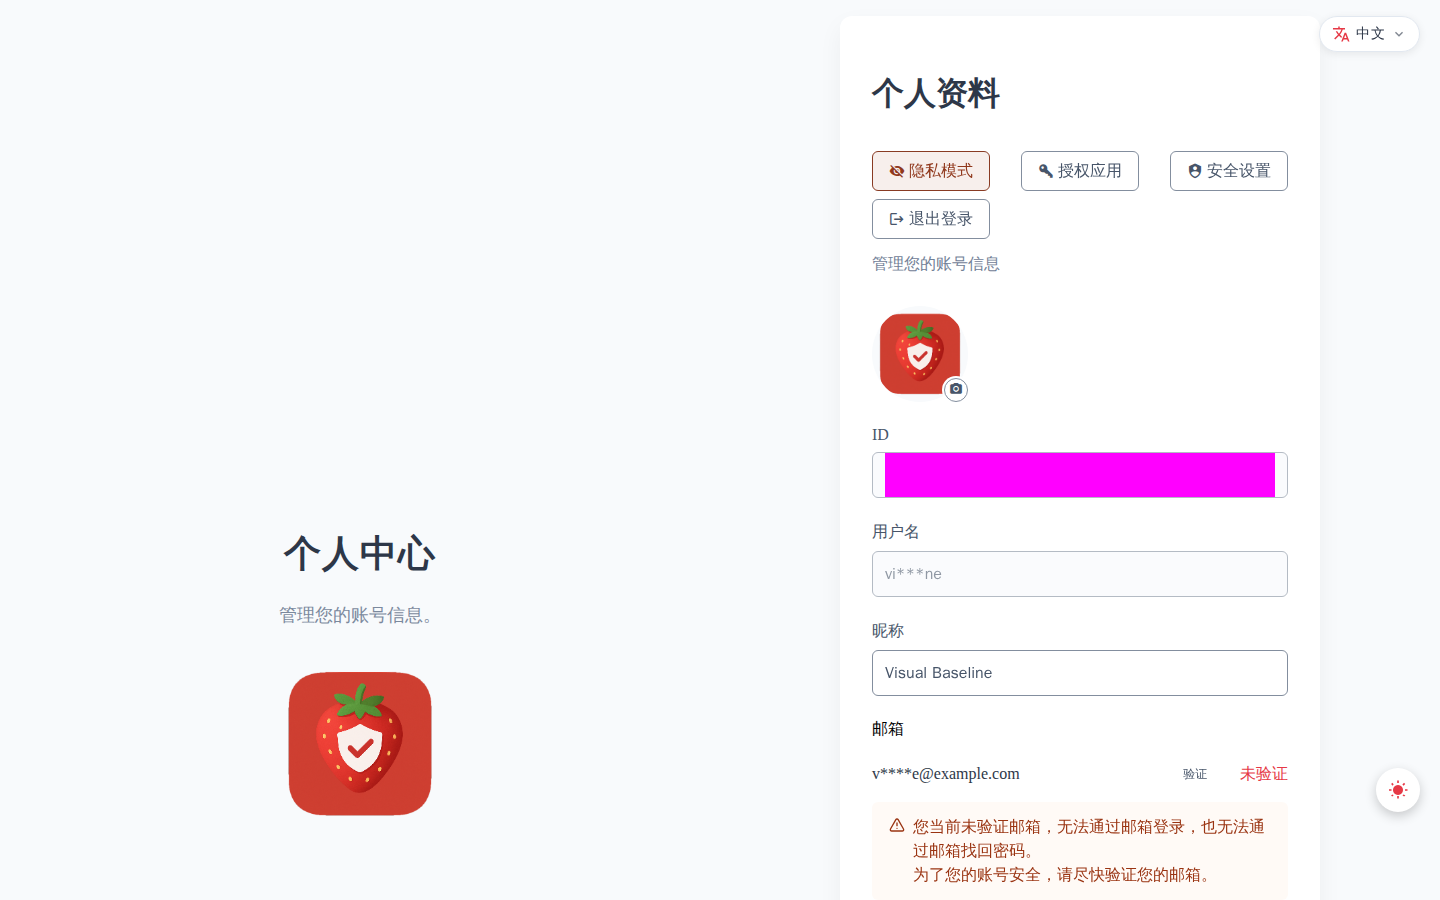 中文
个人资料
隐私模式
授权应用
安全设置
退出登录
管理您的账号信息
ID
用户名
vi***ne
昵称
Visual Baseline
邮箱
v****e@example.com
验证
未验证
您当前未验证邮箱，无法通过邮箱登录，也无法通
过邮箱找回密码。
为了您的账号安全，请尽快验证您的邮箱。
个人中心
管理您的账号信息。